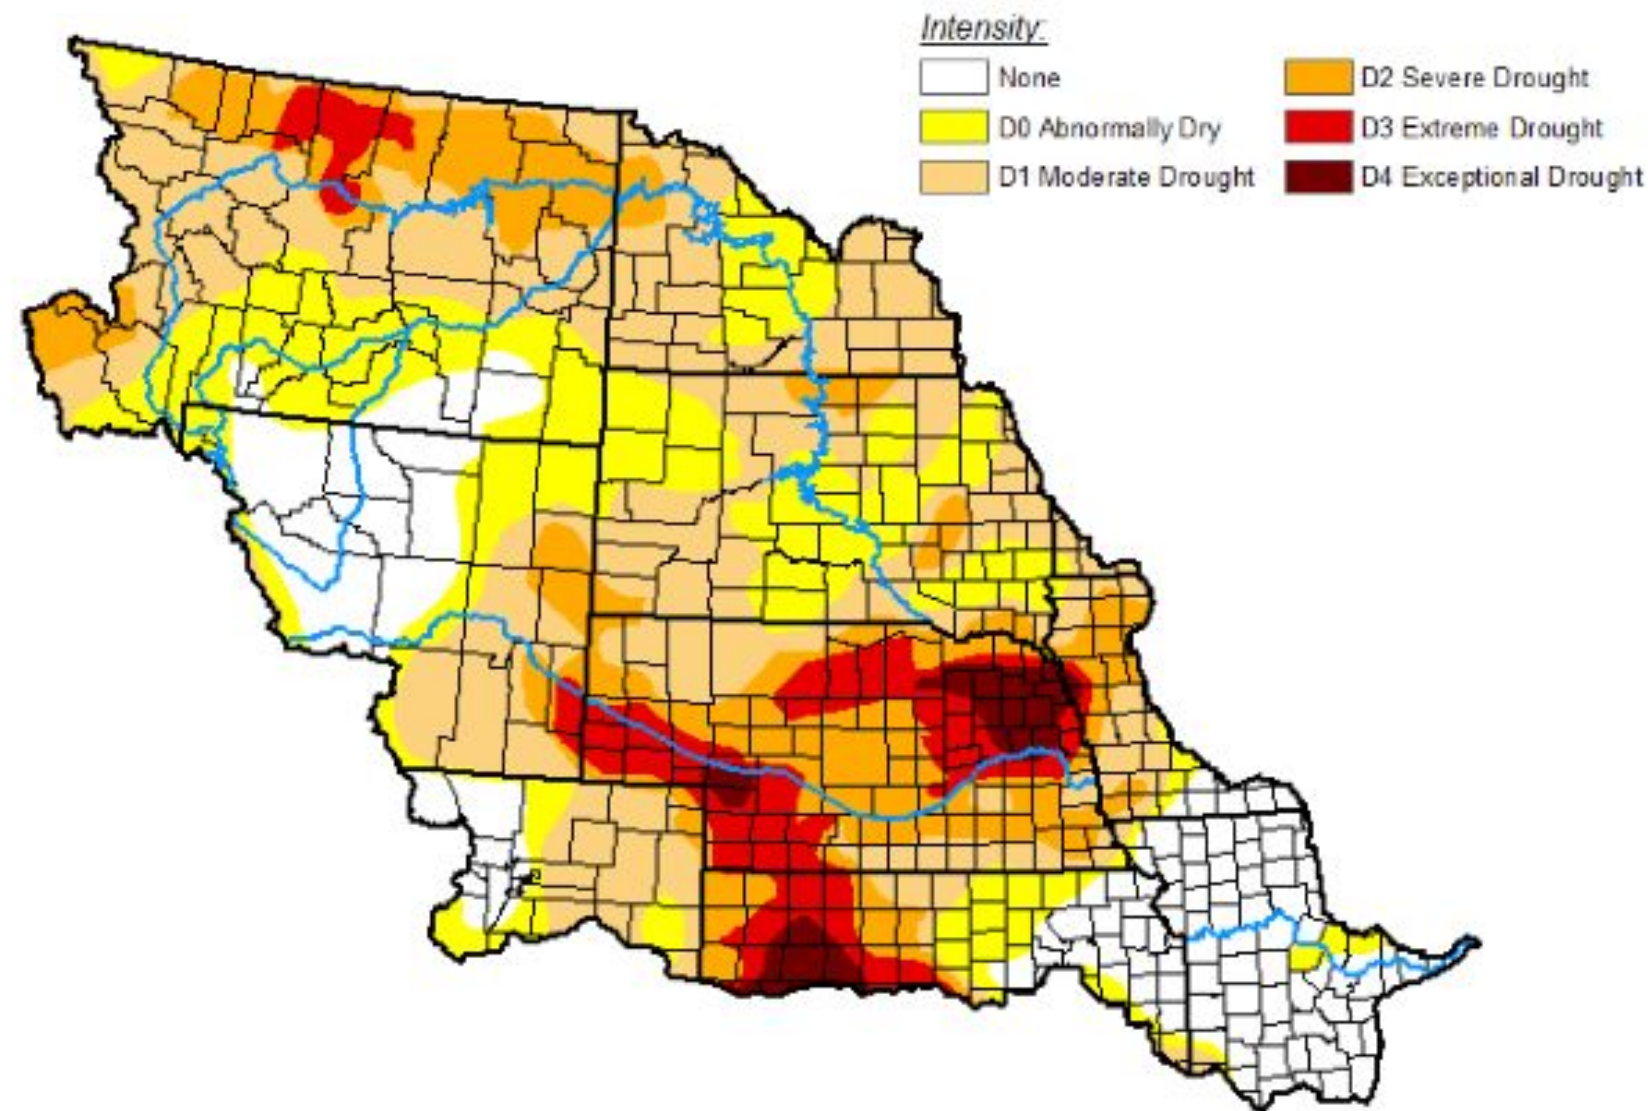 Intensity:
None
D0 Abnormally Dry
D1 Moderate Drought
D2 Severe Drought
D3 Extreme Drought
D4 Exceptional Drought